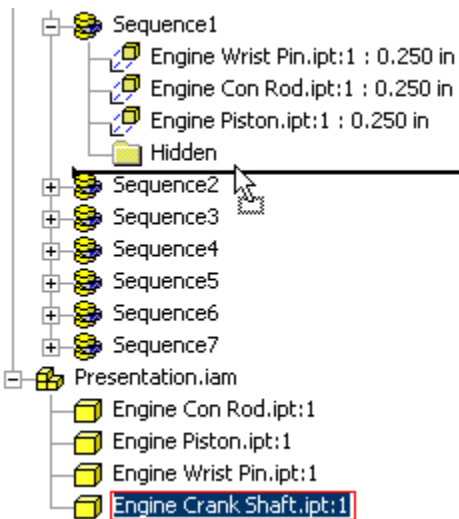 Sequence1
Engine Wrist Pin.ipt:1 : 0.250 in
Engine Con Rod.ipt:1 : 0.250 in
Engine Piston.ipt:1 : 0.250 in
Hidden
Sequence2
Sequence3
Sequence4
Sequence5
Sequence6
Sequence7
Presentation.iam
Engine Con Rod.ipt:1
Engine Piston.ipt:1
Engine Wrist Pin.ipt:1
Engine Crank Shaft.ipt:1